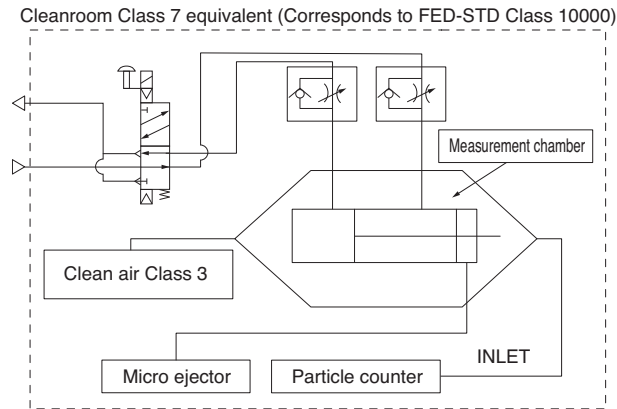 Cleanroom Class 7 equivalent (Corresponds to FED-STD Class 10000)
Measurement chamber
Clean air Class 3
INLET
Micro ejector
Particle counter